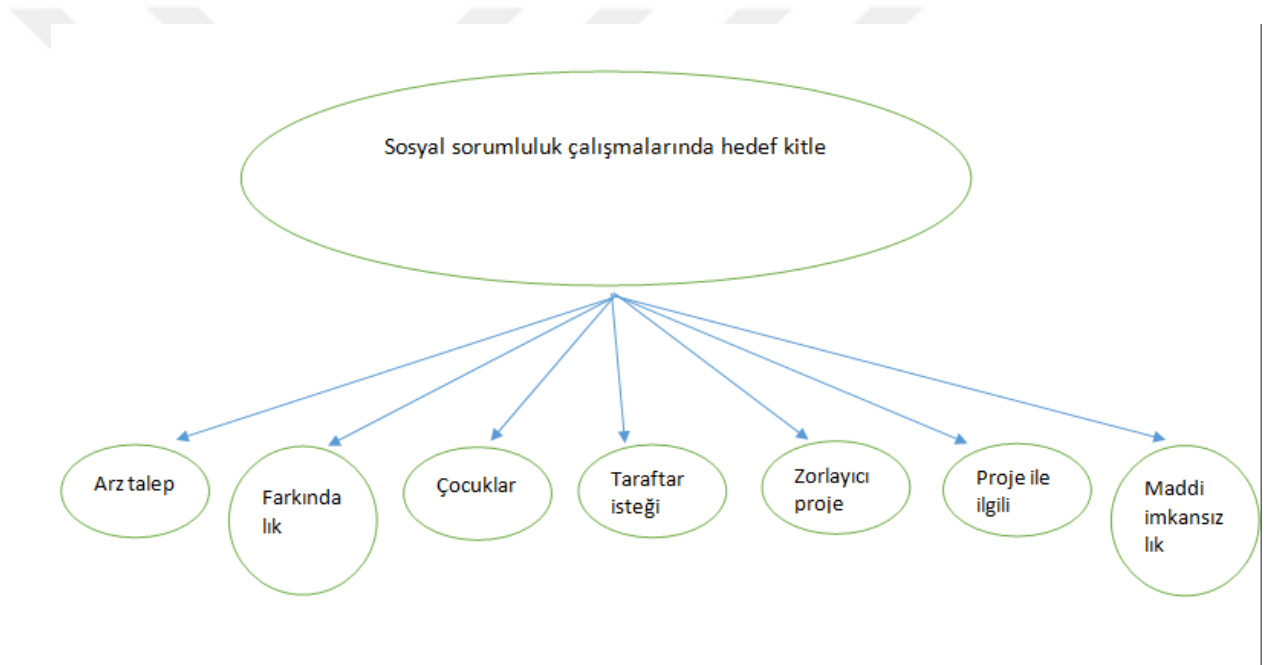 Sosyal sorumluluk çalışmalarında hedef kitle
Arz talep
Farkında
lık
Çocuklar
Taraftar
isteği
Zorlayıcı
proje
Proje ile
ilgili
Maddi
imkansız
lık